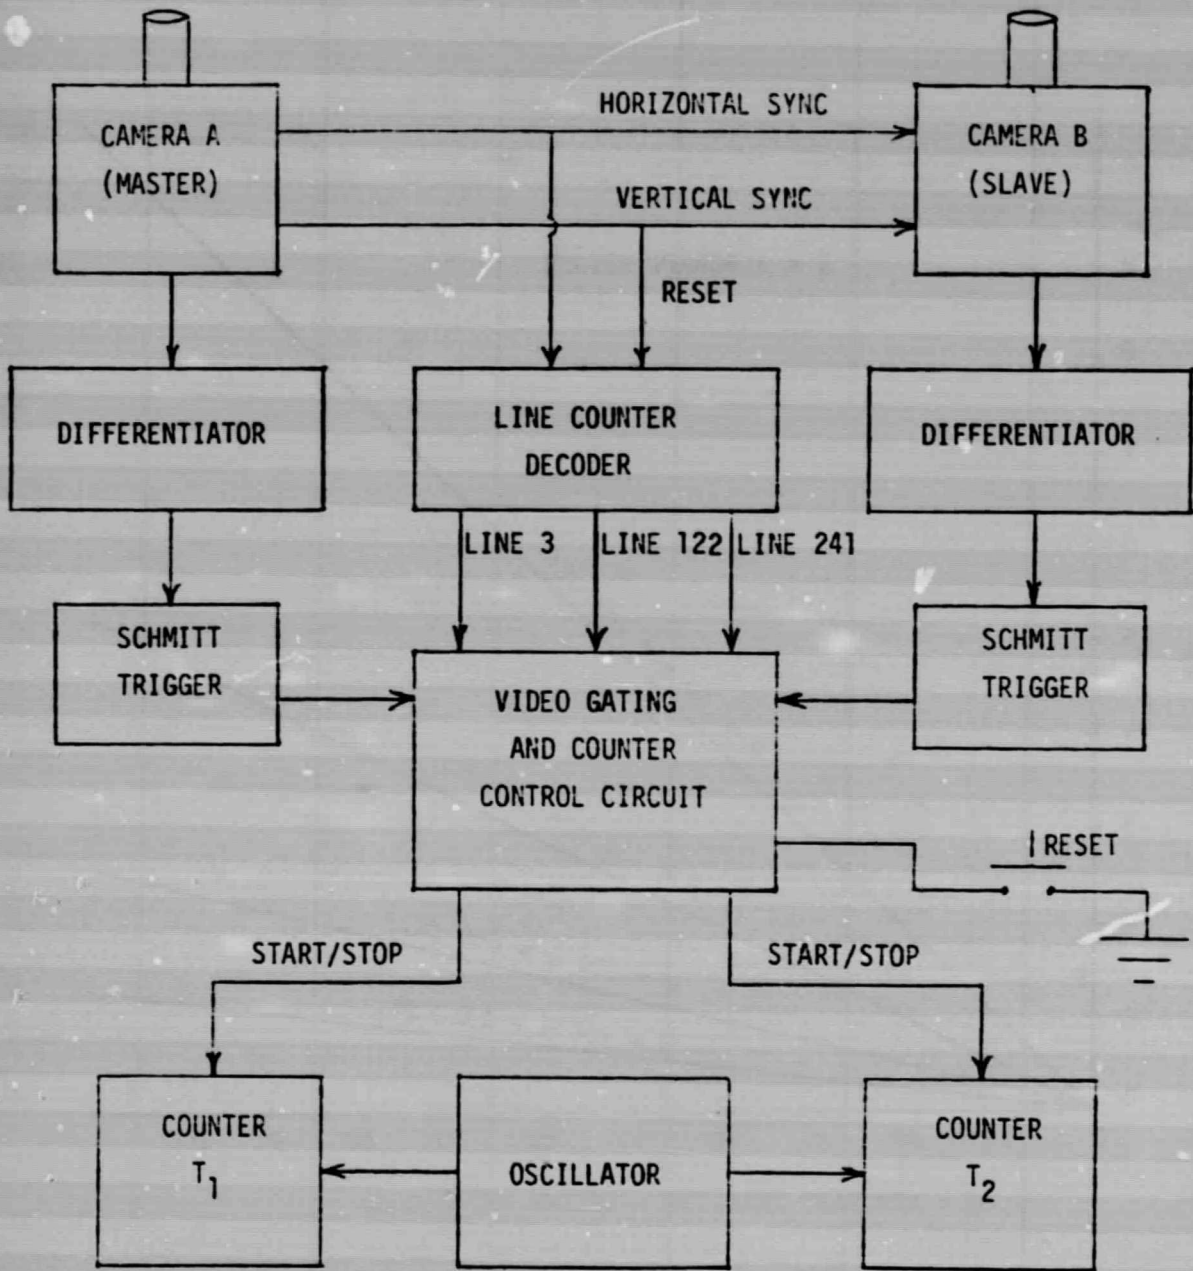 CAMERA A
(MASTER)
HORIZONTAL SYNC
VERTICAL SYNC
CAMERA B
(SLAVE)
RESET
DIFFERENTIATOR
LINE COUNTER
DECODER
DIFFERENTIATOR
LINE 3
LINE 122
LINE 241
SCHMITT
TRIGGER
VIDEO GATING
AND COUNTER
CONTROL CIRCUIT
SCHMITT
TRIGGER
RESET
START/STOP
START/STOP
COUNTER
T1
OSCILLATOR
COUNTER
T2